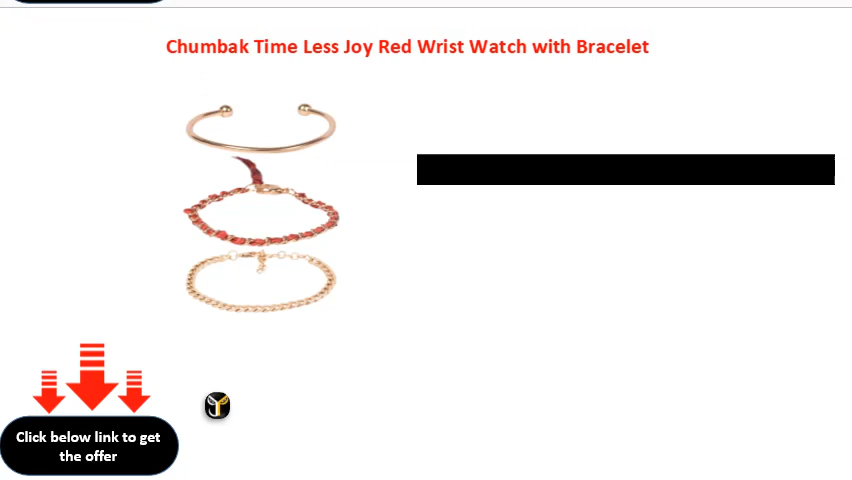 Chumbak Time Less Joy Red Wrist Watch with Bracelet
Click below link to get
the offer